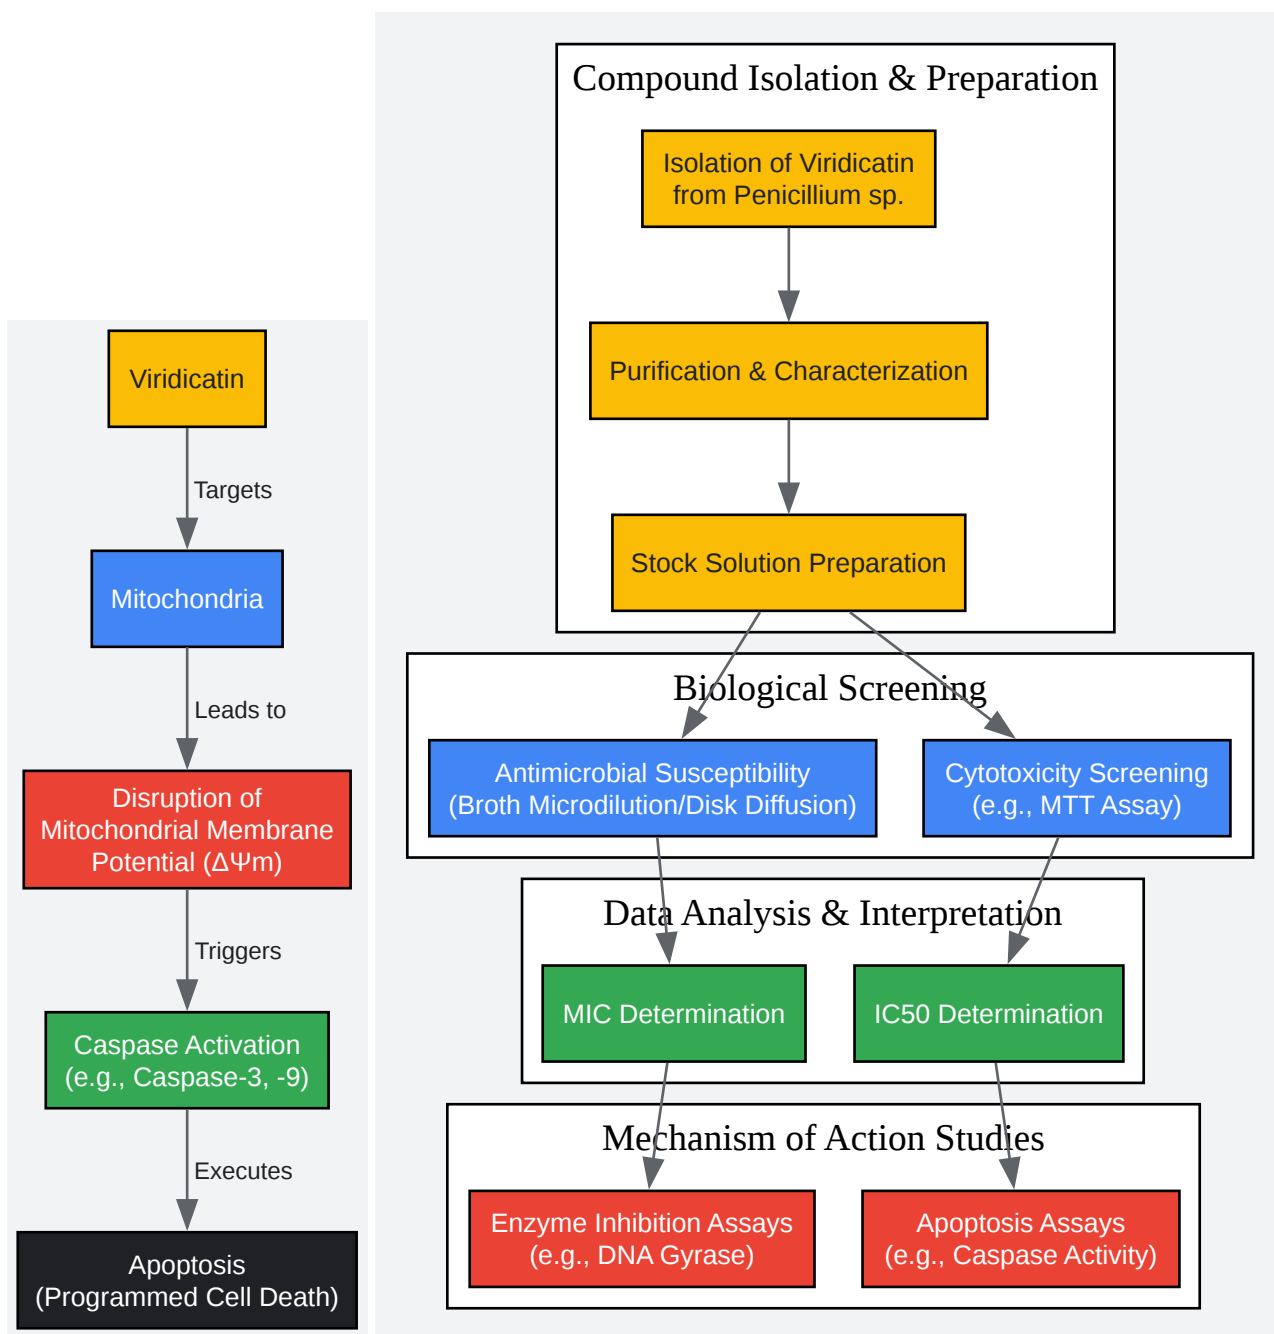 Viridicatin
Targets
Mitochondria
Leads to
Disruption of
Mitochondrial Membrane
Potential (ΔΨm)
Triggers
Caspase Activation
(e.g., Caspase-3, -9)
Executes
Apoptosis
(Programmed Cell Death)
Compound Isolation & Preparation
Isolation of Viridicatin
from Penicillium sp.
Purification & Characterization
Stock Solution Preparation
Biological Screening
Antimicrobial Susceptibility
(Broth Microdilution/Disk Diffusion)
Cytotoxicity Screening
(e.g., MTT Assay)
Data Analysis & Interpretation
MIC Determination
IC50 Determination
Mechanism of Action Studies
Enzyme Inhibition Assays
(e.g., DNA Gyrase)
Apoptosis Assays
(e.g., Caspase Activity)